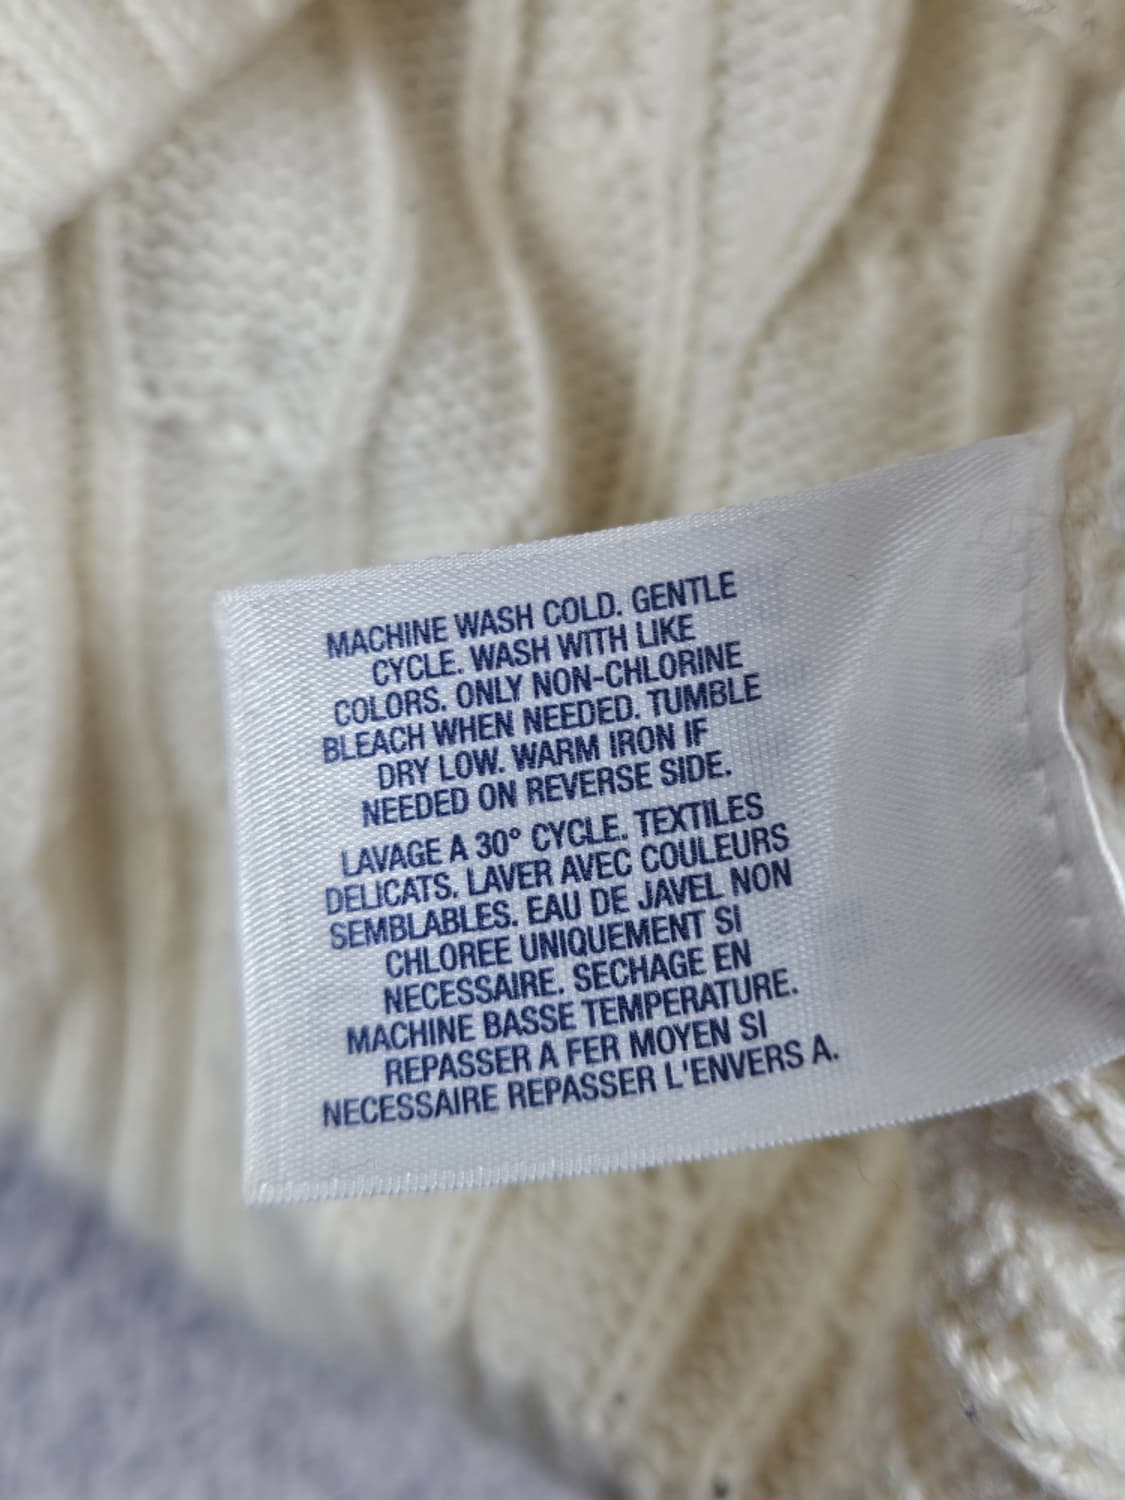 MACHINE WASH COLD. GENTLE
CYCLE. WASH WITH LIKE
COLORS. ONLY NON-CHLORINE
BLEACH WHEN NEEDED. TUMBLE
DRY LOW. WARM IRON IF
NEEDED ON REVERSE SIDE.
LAVAGE A 30° CYCLE. TEXTILES
DELICATS. LAVER AVEC COULEURS
SEMBLABLES. EAU DE JAVEL NON
CHLOREE UNIQUEMENT SI
NECESSAIRE. SECHAGE EN
MACHINE BASSE TEMPERATURE.
REPASSER A FER MOYEN SI
NECESSAIRE REPASSER L'ENVERS A.